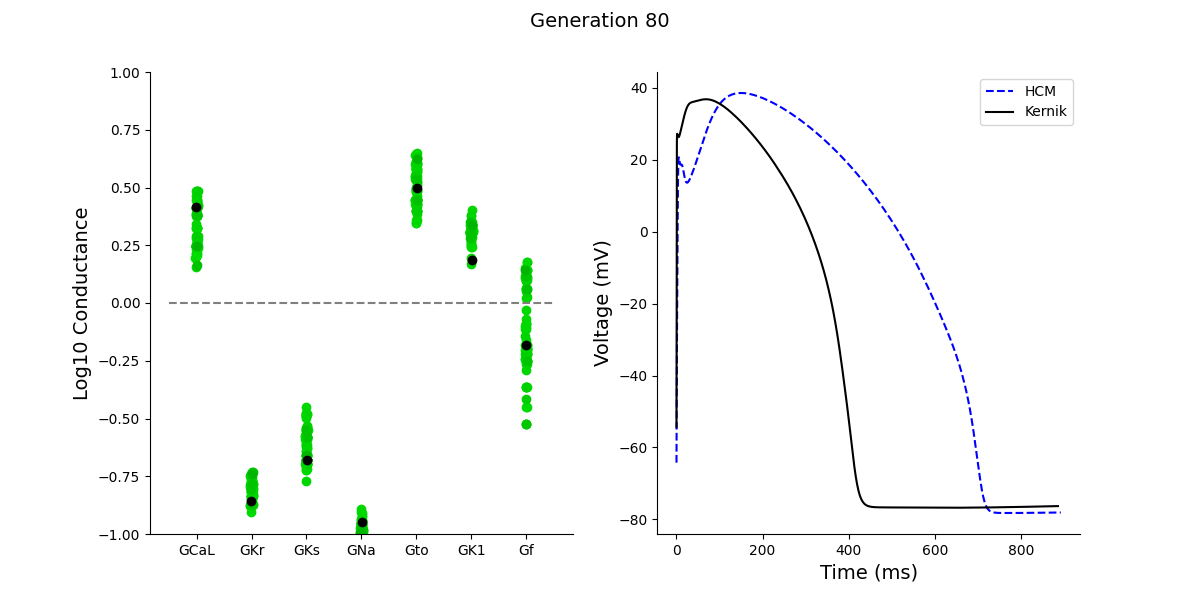 Generation 80
Log10 Conductance
1.00
0.75
0.50
0.25
0.00
−0.25
−0.50
−0.75
−1.00
GCaL GKr GKs GNa Gto GK1 Gf
Voltage (mV)
40
20
0
−20
−40
−60
−80
0 200 400 600 800
Time (ms)
HCM
Kernik